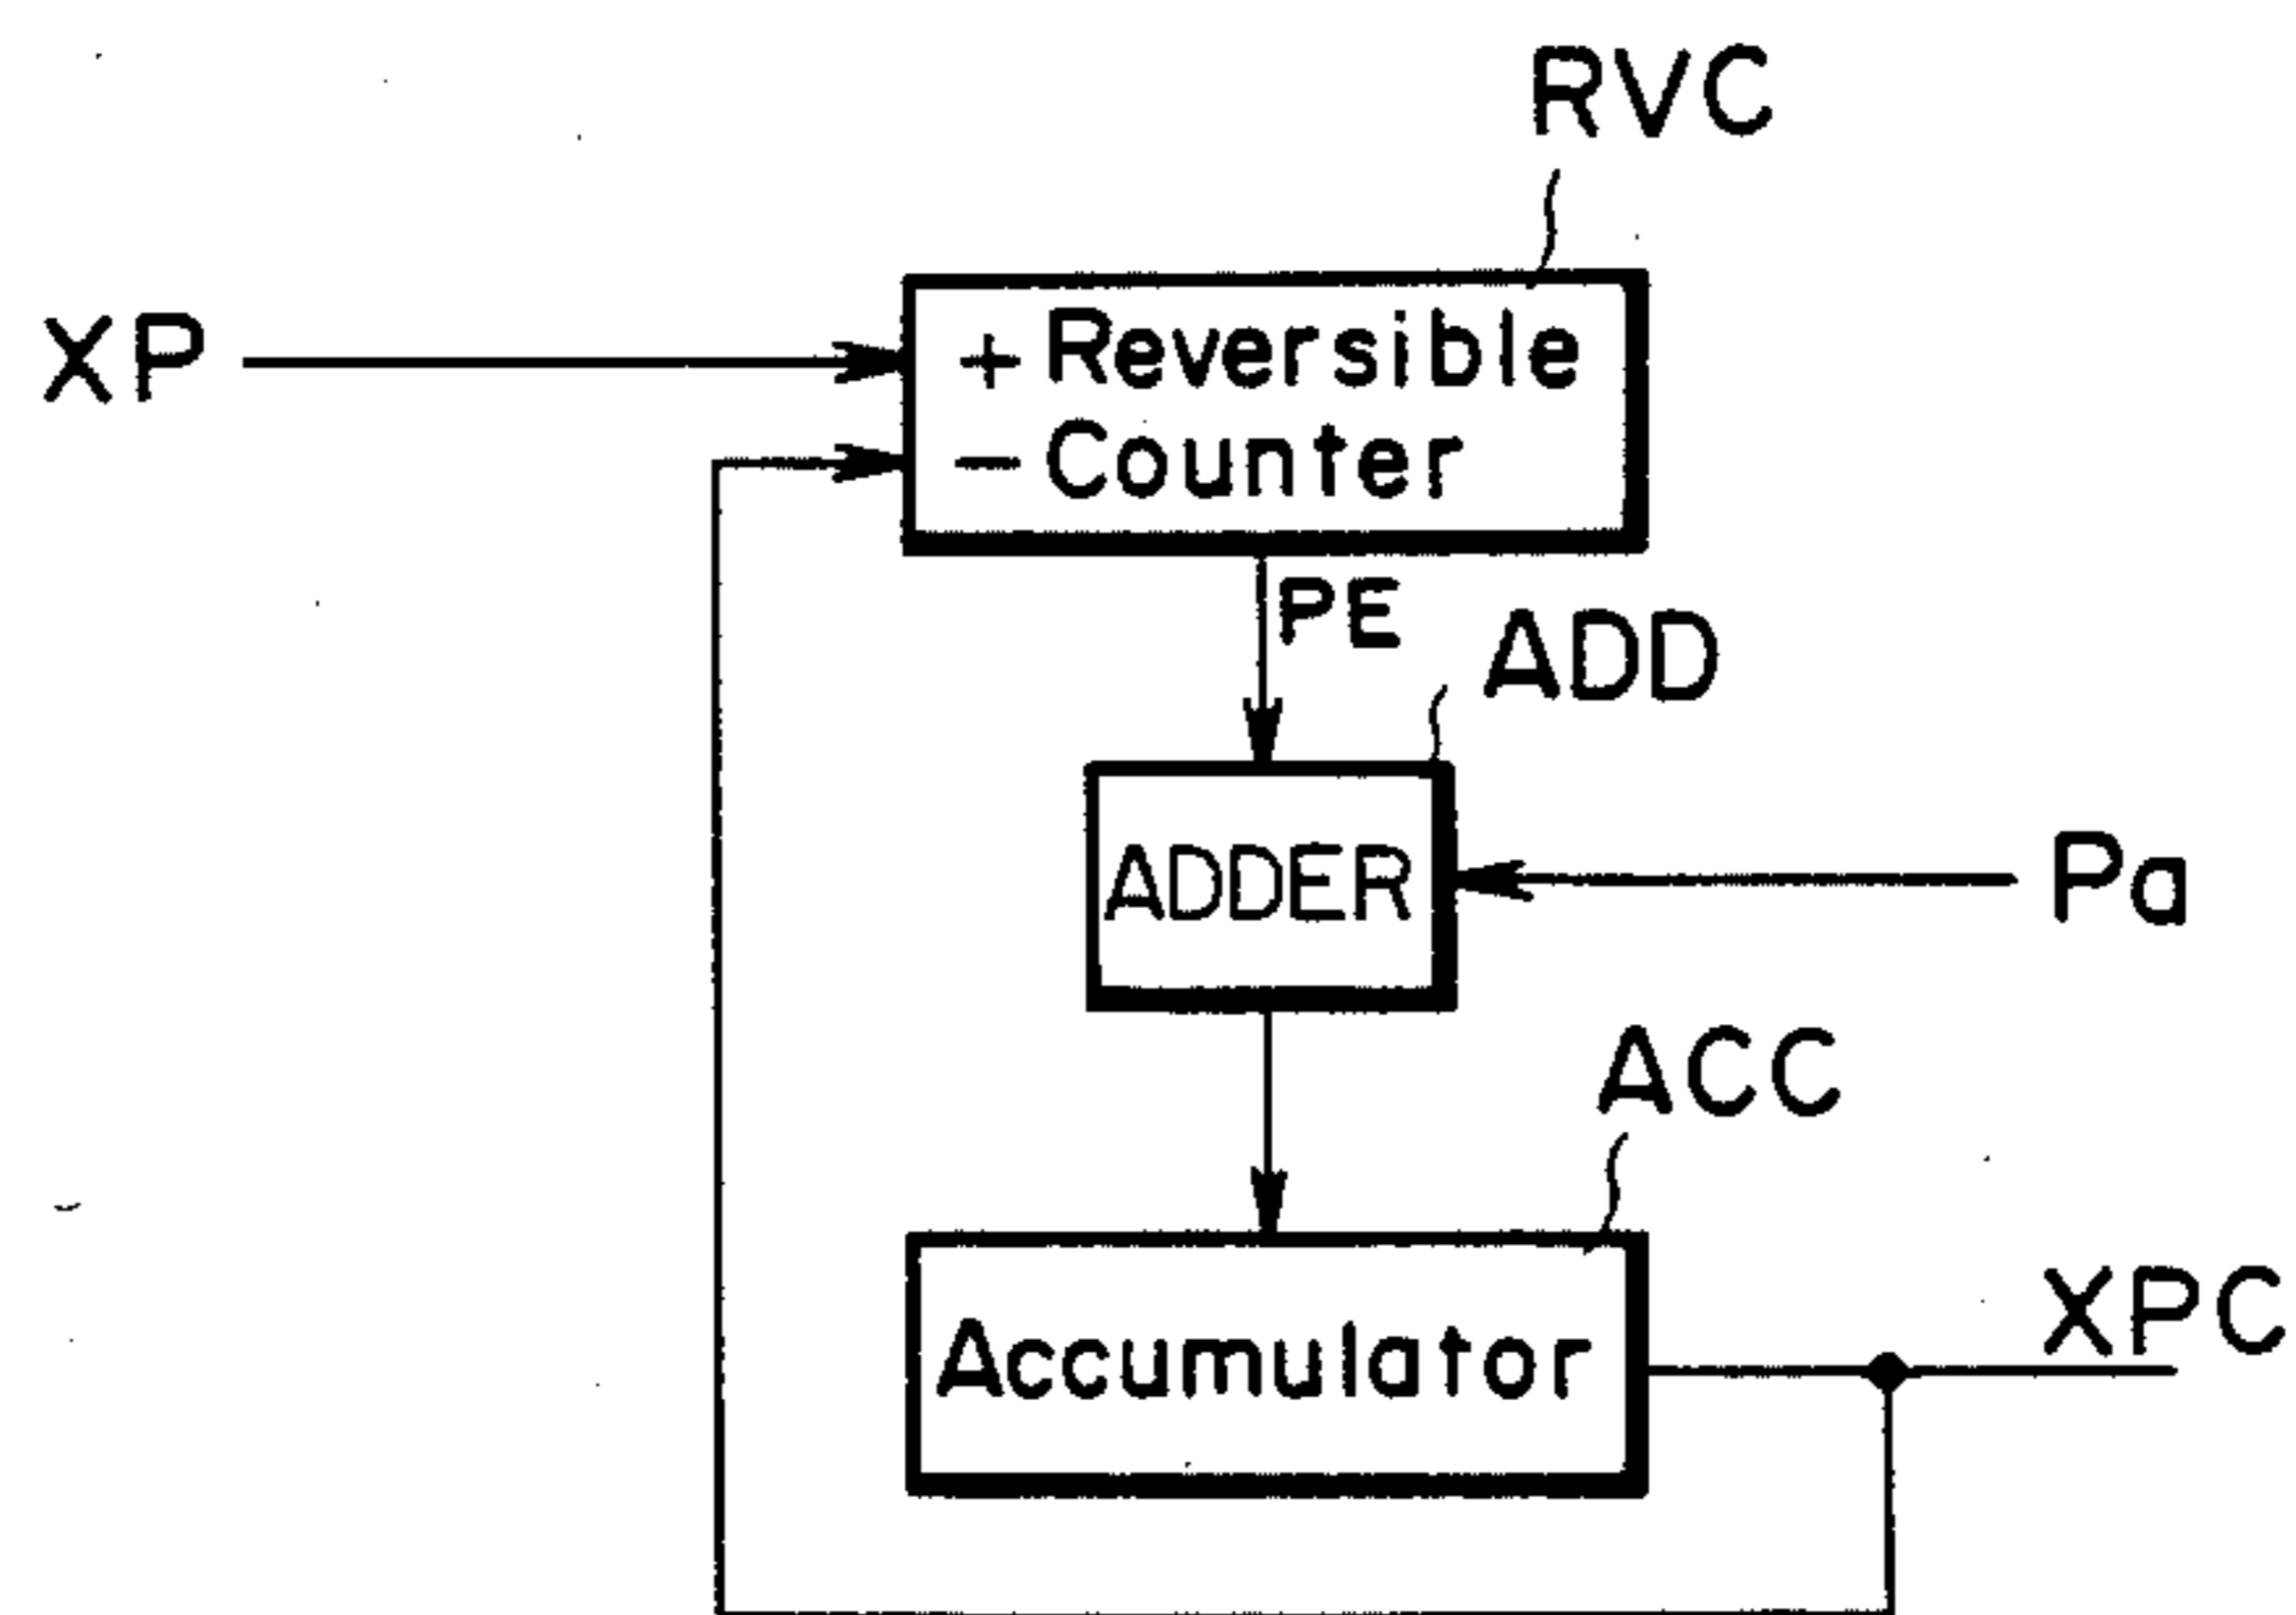 RVC
XP
+ Reversible
− Counter
PE
ADD
ADDER
Pa
ACC
Accumulator
XPC